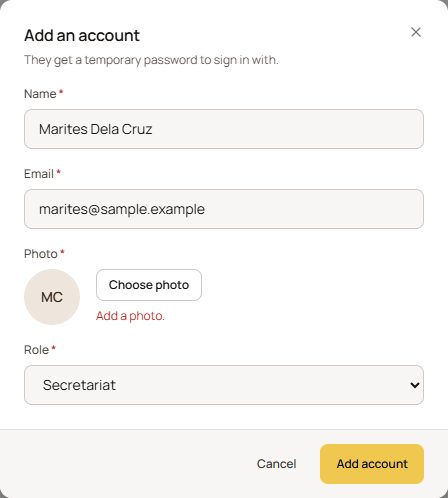 Add an account
They get a temporary password to sign in with.
Name *
Marites Dela Cruz
Email *
marites@sample.example
Photo *
MC
Choose photo
Add a photo.
Role *
Secretariat
Cancel
Add account